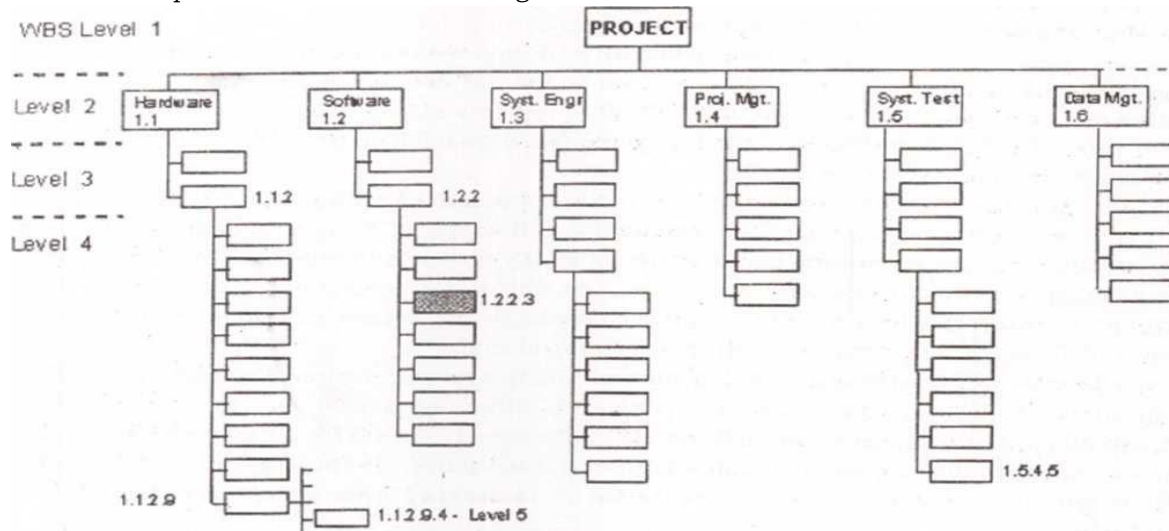 WBS Level 1
PROJECT
Level 2
Hardware
1.1
Software
1.2
Syst. Engr
1.3
Proj. Mgt.
1.4
Syst. Test
1.5
Data Mgt.
1.6
Level 3
1.1.2
1.2.2
Level 4
1.2.2.3
1.1.2.9
1.5.4.5
1.1.2.9.4 - Level 5